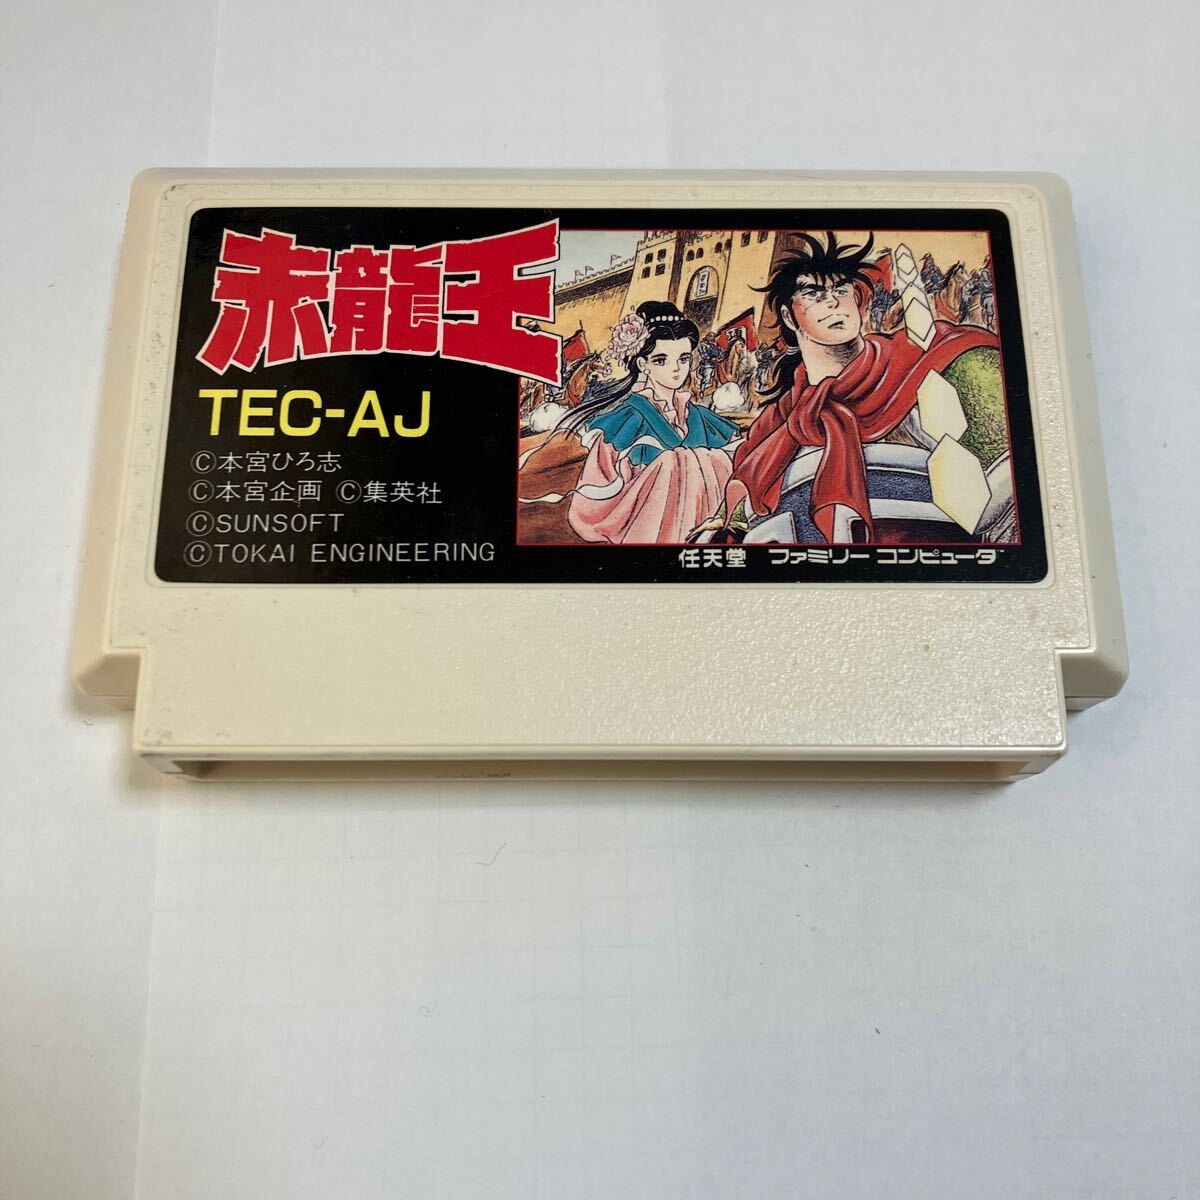 赤龍王
TEC-AJ
©本宮ひろ志
©本宮企画 ©集英社
©SUNSOFT
©TOKAI ENGINEERING
項
任天堂 ファミリーコンピュータ™